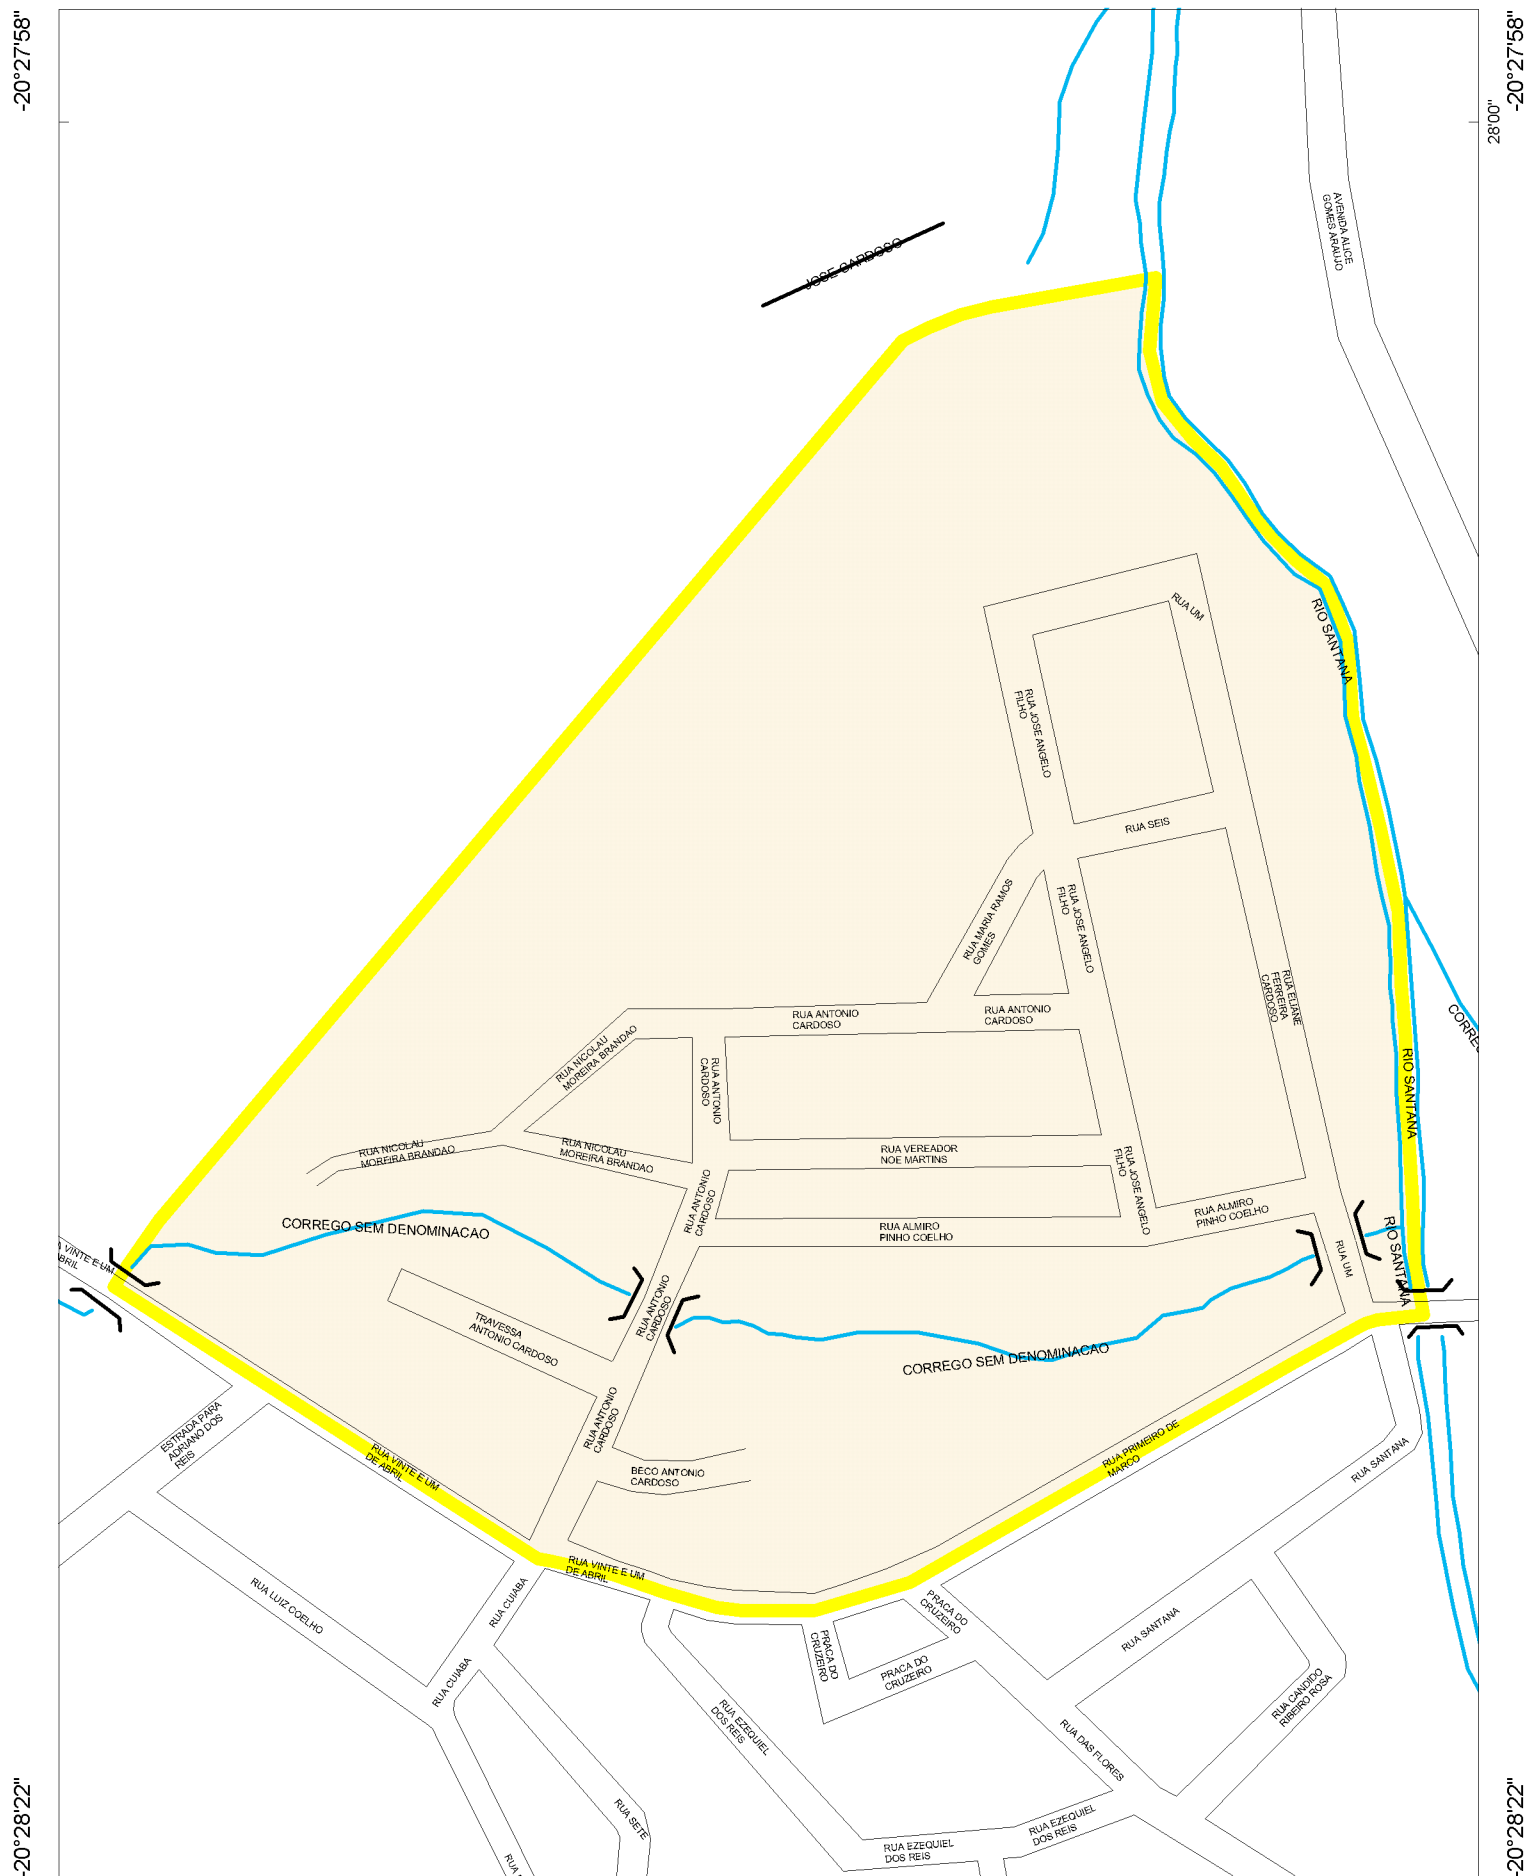 -20°27'58"
-20°27'58"
28'00"
AVENIDA ALICE
GOMES ARAUJO
JOSE CARDOSO
RUA UM
RIO SANTANA
RUA JOSE ANGELO
FILHO
RUA SEIS
RUA MARIA RAMOS
GOMES
RUA JOSE ANGELO
FILHO
RUA ELIANE
FERREIRA
CARDOSO
RUA ANTONIO
CARDOSO
RUA ANTONIO
CARDOSO
RUA NICOLAU
MOREIRA BRANDAO
RUA ANTONIO
CARDOSO
RIO SANTANA
RUA NICOLAU
MOREIRA BRANDAO
RUA NICOLAU
MOREIRA BRANDAO
RUA VEREADOR
NOE MARTINS
RUA JOSE ANGELO
FILHO
RUA ANTONIO
CARDOSO
RUA ALMIRO
PINHO COELHO
RUA ALMIRO
PINHO COELHO
CORREGO SEM DENOMINACAO
VINTE E UM
RUA UM
RIO SANTANA
RUA ANTONIO
CARDOSO
TRAVESSA
ANTONIO CARDOSO
CORREGO SEM DENOMINACAO
RUA ANTONIO
CARDOSO
ESTRADA PARA
ADRIANO DOS
REIS
RUA VINTE E UM
DE ABRIL
BECO ANTONIO
CARDOSO
RUA PRIMEIRO DE
MARCO
RUA SANTANA
RUA VINTE E UM
DE ABRIL
RUA LUIZ COELHO
RUA CUIABA
PRACA DO
CRUZEIRO
RUA SANTANA
PRACA DO
CRUZEIRO
PRACA DO
CRUZEIRO
RUA CUIABA
RUA CANDIDO
RIBEIRO ROSA
RUA EZEQUIEL
DOS REIS
RUA DAS FLORES
RUA SETE
RUA EZEQUIEL
DOS REIS
RUA EZEQUIEL
DOS REIS
RUA
-20°28'22"
-20°28'22"